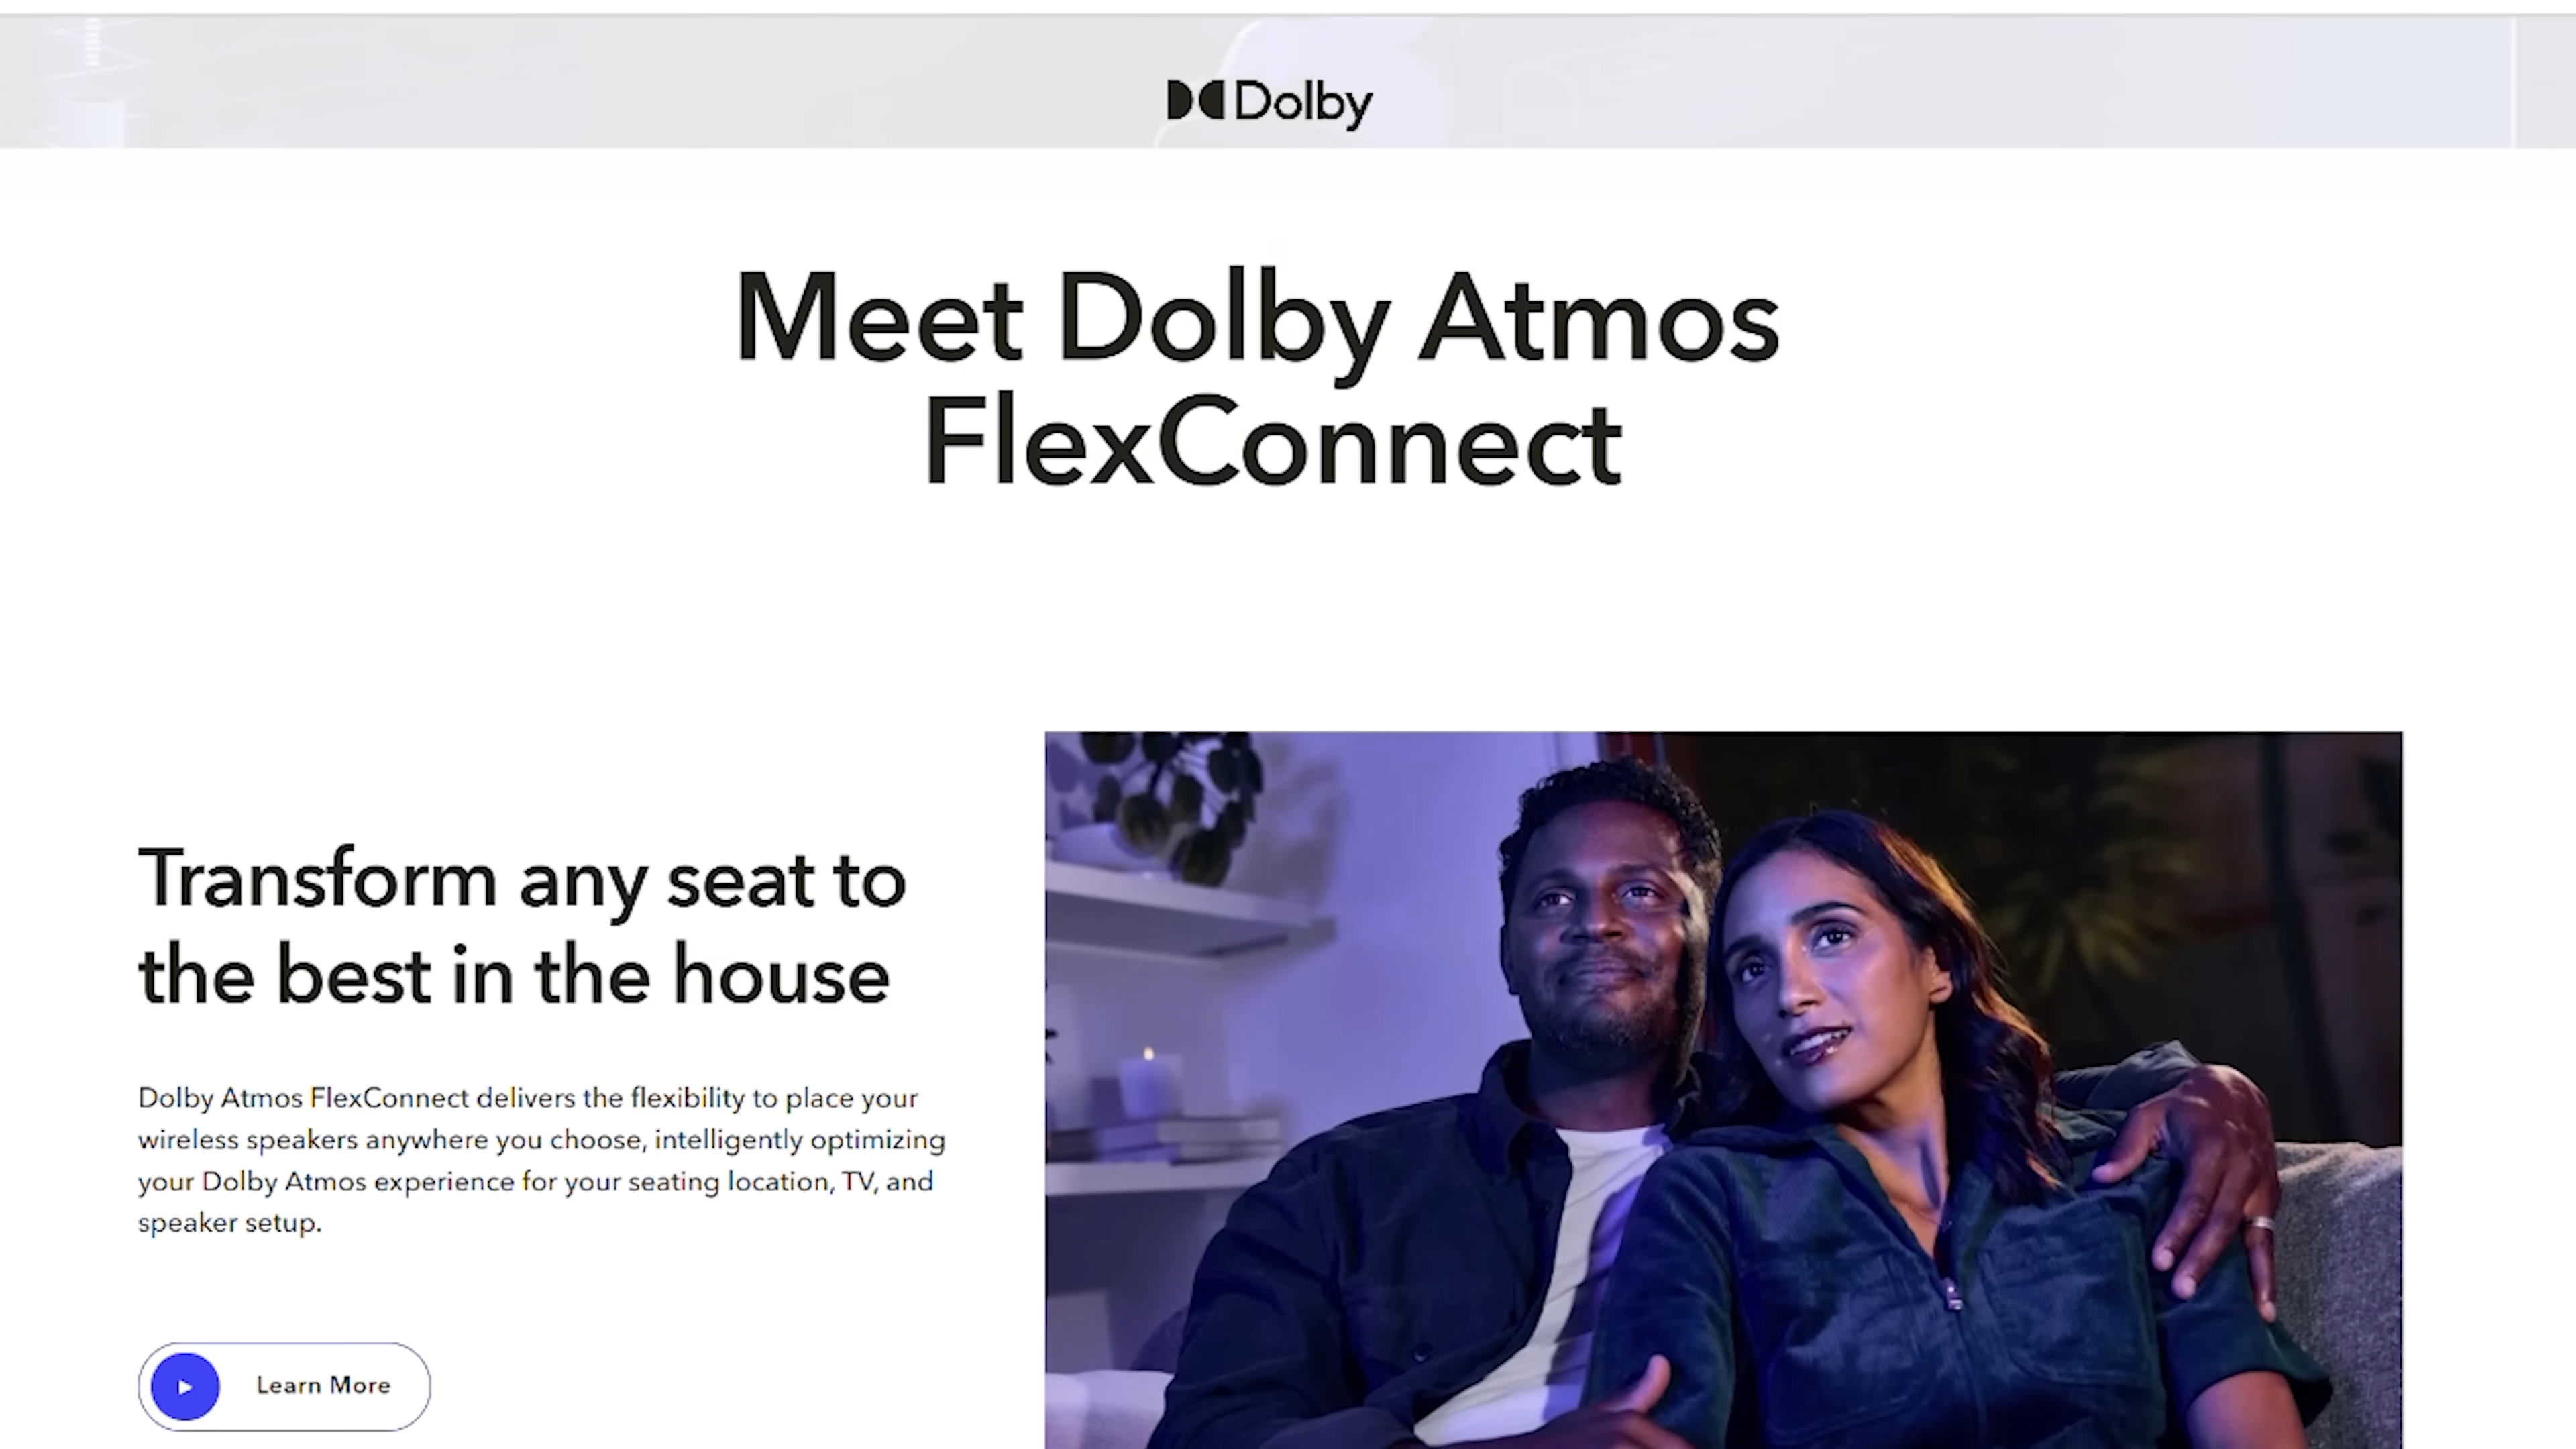 Dolby
Meet Dolby Atmos
FlexConnect
Transform any seat to
the best in the house
Dolby Atmos FlexConnect delivers the flexibility to place your
wireless speakers anywhere you choose, intelligently optimizing
your Dolby Atmos experience for your seating location, TV, and
speaker setup.
Learn More